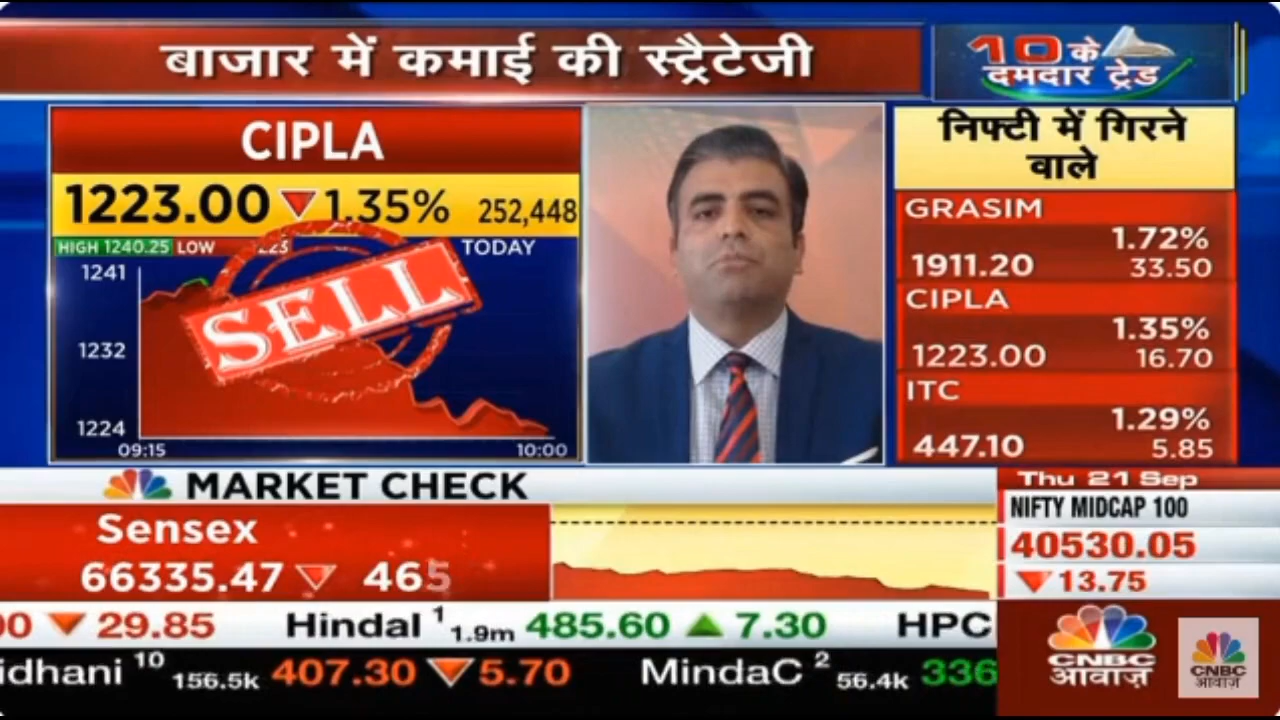 बाजार में कमाई की स्ट्रैटेजी
10 के
दमदार ट्रेड
CIPLA
1223.00 ▼ 1.35% 252,448
HIGH 1240.25 LOW 1223 TODAY
1241
1232
1224
09:15 10:00
SELL
निफ्टी में गिरने
वाले
GRASIM
1.72%
1911.20 33.50
CIPLA
1.35%
1223.00 16.70
ITC
1.29%
447.10 5.85
MARKET CHECK
Sensex
66335.47 ▼ 465
Thu 21 Sep
NIFTY MIDCAP 100
40530.05
▼ 13.75
00 ▼ 29.85 Hindal 1 1.9m 485.60 ▲ 7.30 HPC
idhani 10 156.5k 407.30 ▼ 5.70 MindaC 2 56.4k 336
CNBC
आवाज़
CNBC
आवाज़